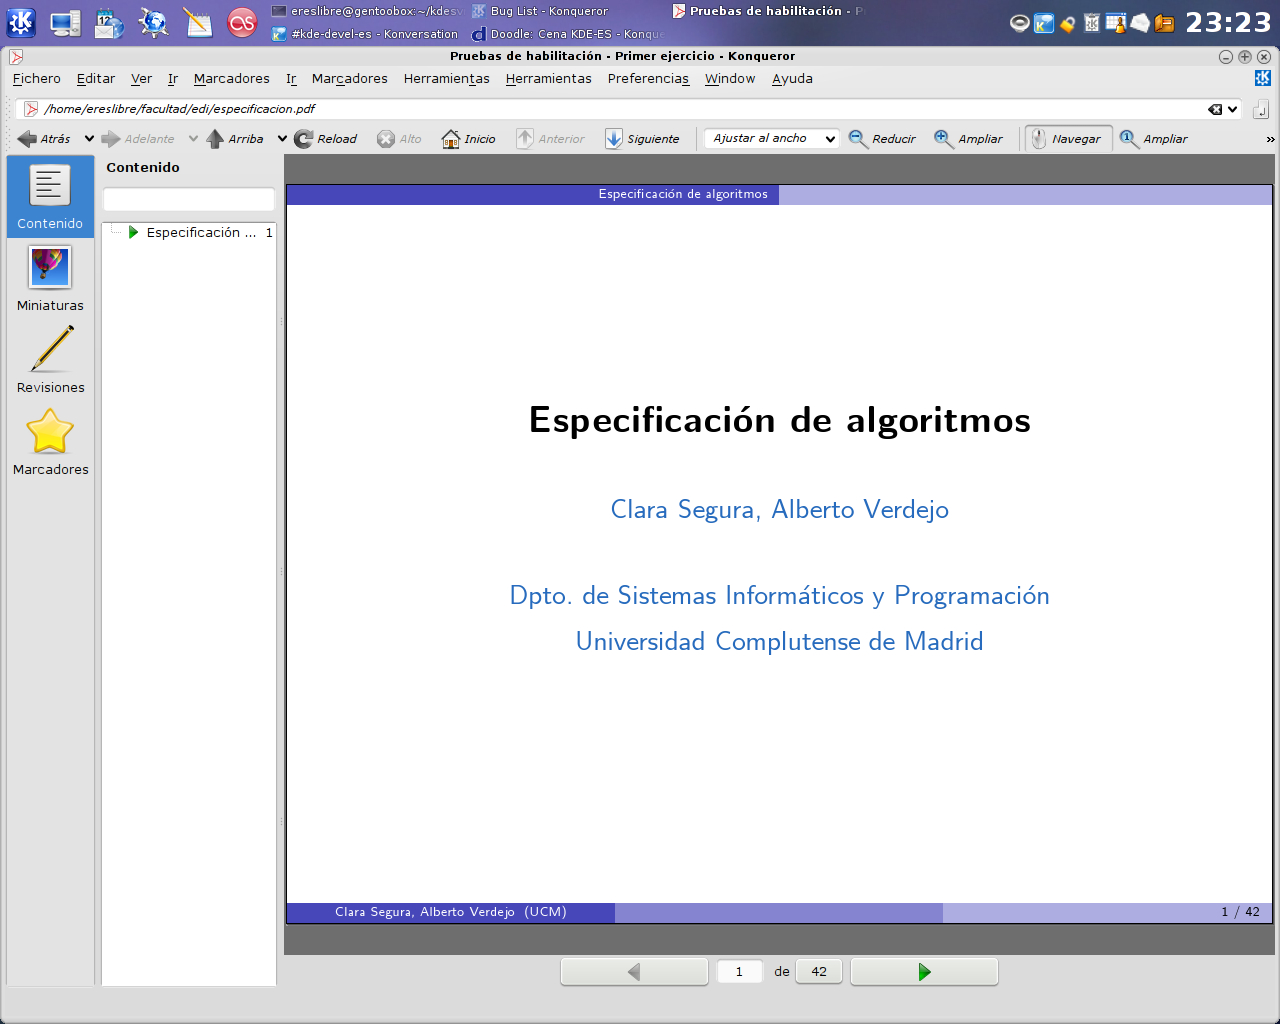 ereslibre@gentoobox:~/kdesv
Bug List - Konqueror
Pruebas de habilitación - P
#kde-devel-es - Konversation
Doodle: Cena KDE-ES - Konqu
23:23
Pruebas de habilitación - Primer ejercicio - Konqueror
Fichero Editar Ver Ir Marcadores Ir Marcadores Herramientas Herramientas Preferencias Window Ayuda
/home/ereslibre/facultad/edi/especificacion.pdf
Atrás Adelante Arriba Reload Alto Inicio Anterior Siguiente Ajustar al ancho Reducir Ampliar Navegar Ampliar »
Contenido
Contenido
Especificación ... 1
Miniaturas
Revisiones
Marcadores
Especificación de algoritmos
Especificación de algoritmos
Clara Segura, Alberto Verdejo
Dpto. de Sistemas Informáticos y Programación
Universidad Complutense de Madrid
Clara Segura, Alberto Verdejo (UCM)
1 / 42
1 de 42